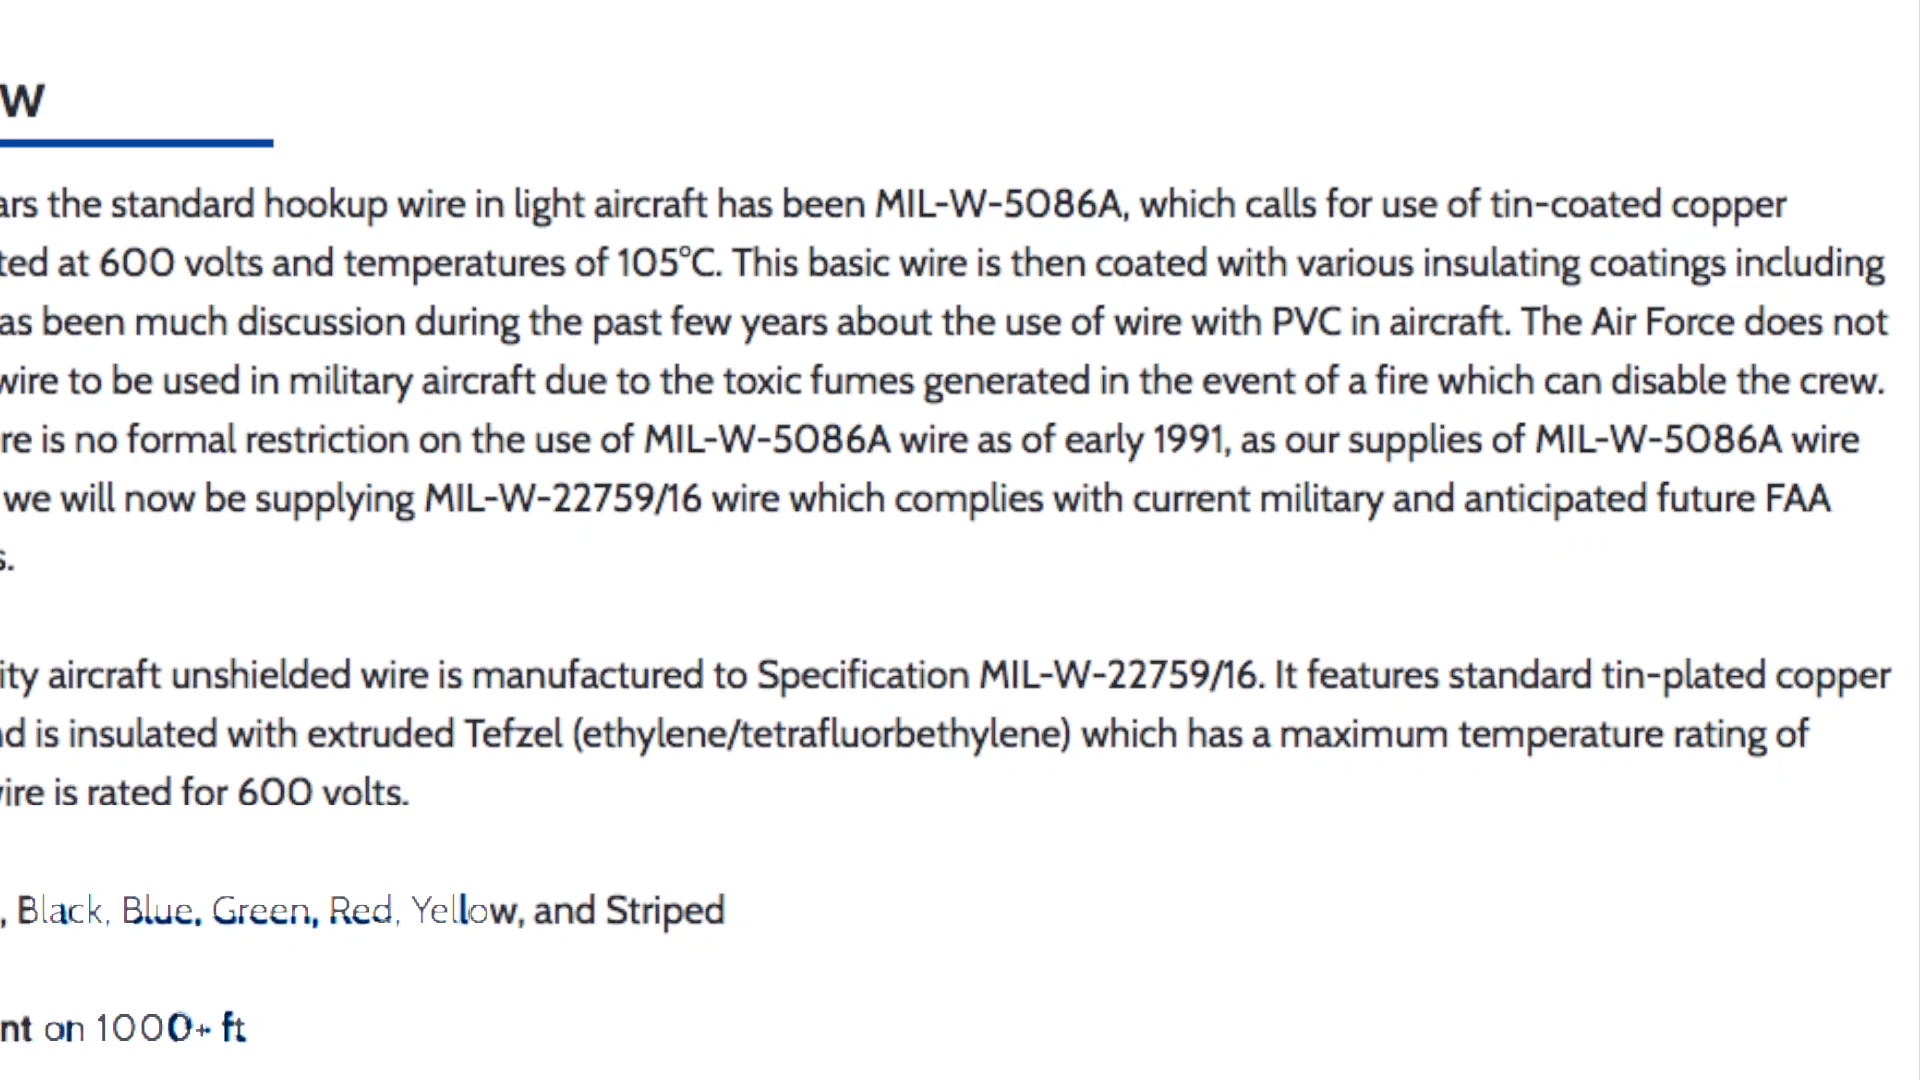 w
ars the standard hookup wire in light aircraft has been MIL-W-5086A, which calls for use of tin-coated copper
ted at 600 volts and temperatures of 105°C. This basic wire is then coated with various insulating coatings including
as been much discussion during the past few years about the use of wire with PVC in aircraft. The Air Force does not
wire to be used in military aircraft due to the toxic fumes generated in the event of a fire which can disable the crew.
re is no formal restriction on the use of MIL-W-5086A wire as of early 1991, as our supplies of MIL-W-5086A wire
we will now be supplying MIL-W-22759/16 wire which complies with current military and anticipated future FAA
s.
ity aircraft unshielded wire is manufactured to Specification MIL-W-22759/16. It features standard tin-plated copper
nd is insulated with extruded Tefzel (ethylene/tetrafluorbethylene) which has a maximum temperature rating of
wire is rated for 600 volts.
, Black, Blue, Green, Red, Yellow, and Striped
nt on 1000+ ft